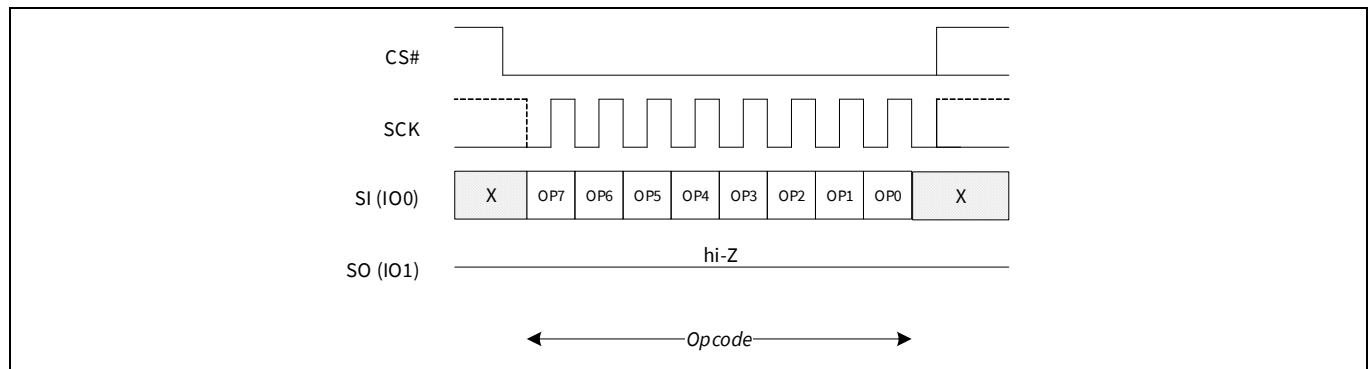 CS#
SCK
SI (IO0) X OP7 OP6 OP5 OP4 OP3 OP2 OP1 OP0 X
hi-Z
SO (IO1)
Opcode